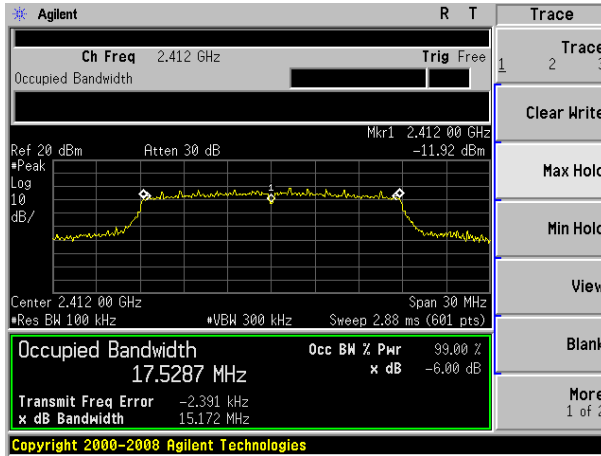 Agilent R T
Ch Freq 2.412 GHz Trig Free
Occupied Bandwidth
Mkr1 2.412 00 GHz
Ref 20 dBm Atten 30 dB -11.92 dBm
#Peak
Log
10
dB/
1
Center 2.412 00 GHz Span 30 MHz
#Res BW 100 kHz #VBW 300 kHz Sweep 2.88 ms (601 pts)
Occupied Bandwidth Occ BW % Pwr 99.00 %
17.5287 MHz x dB -6.00 dB
Transmit Freq Error -2.391 kHz
x dB Bandwidth 15.172 MHz
Copyright 2000-2008 Agilent Technologies
Trace
Trace
1 2 3
Clear Write
Max Hold
Min Hold
View
Blank
More
1 of 2